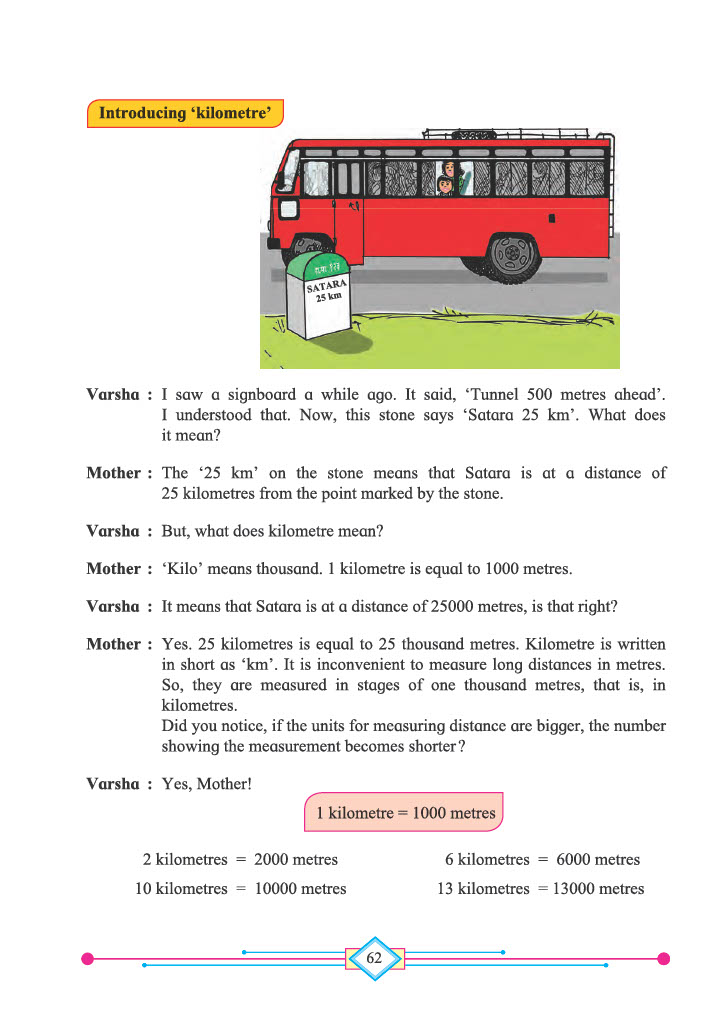 Introducing ‘kilometre’
SATARA
25 km
Varsha : I saw a signboard a while ago. It said, ‘Tunnel 500 metres ahead’.
I understood that. Now, this stone says ‘Satara 25 km’. What does
it mean?
Mother : The ‘25 km’ on the stone means that Satara is at a distance of
25 kilometres from the point marked by the stone.
Varsha : But, what does kilometre mean?
Mother : ‘Kilo’ means thousand. 1 kilometre is equal to 1000 metres.
Varsha : It means that Satara is at a distance of 25000 metres, is that right?
Mother : Yes. 25 kilometres is equal to 25 thousand metres. Kilometre is written
in short as ‘km’. It is inconvenient to measure long distances in metres.
So, they are measured in stages of one thousand metres, that is, in
kilometres.
Did you notice, if the units for measuring distance are bigger, the number
showing the measurement becomes shorter?
Varsha : Yes, Mother!
1 kilometre = 1000 metres
2 kilometres = 2000 metres 6 kilometres = 6000 metres
10 kilometres = 10000 metres 13 kilometres = 13000 metres
62